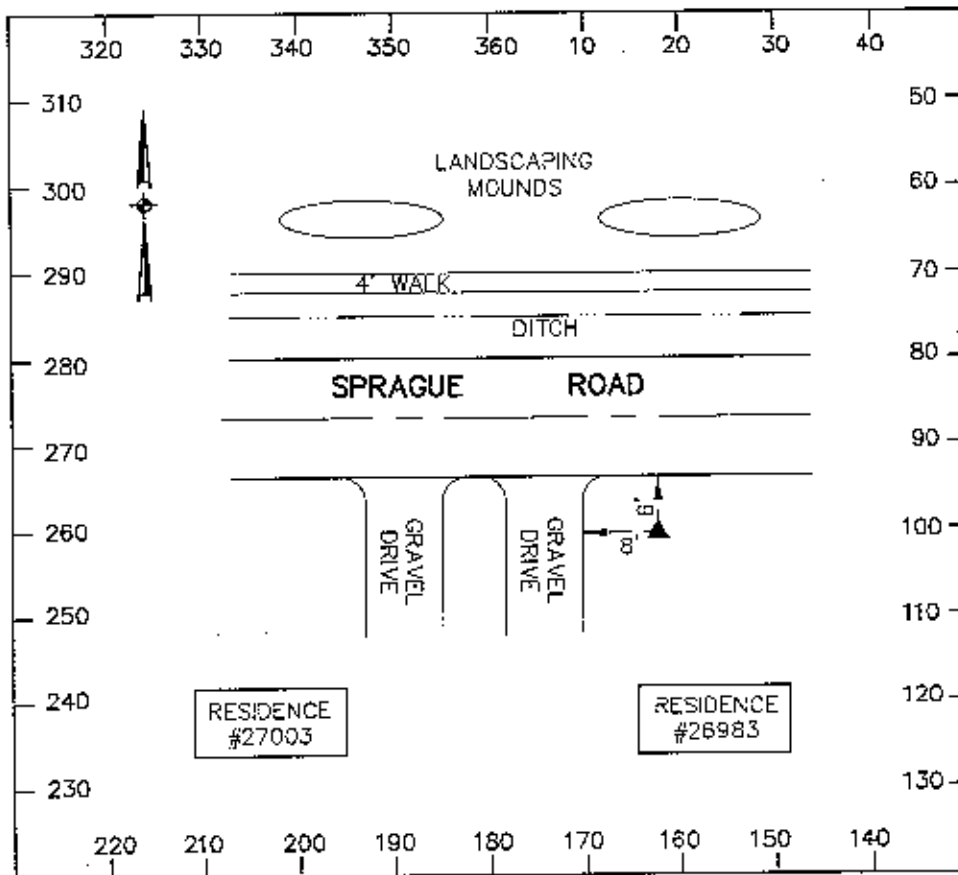 320 330 340 350 360 10 20 30 40
310
50
300
60
290
70
280
80
270
90
260
100
250
110
240
120
230
130
LANDSCAPING
MOUNDS
4' WALK
DITCH
SPRAGUE ROAD
6'
8'
GRAVEL
DRIVE
GRAVEL
DRIVE
RESIDENCE
#27003
RESIDENCE
#26983
220 210 200 190 180 170 160 150 140